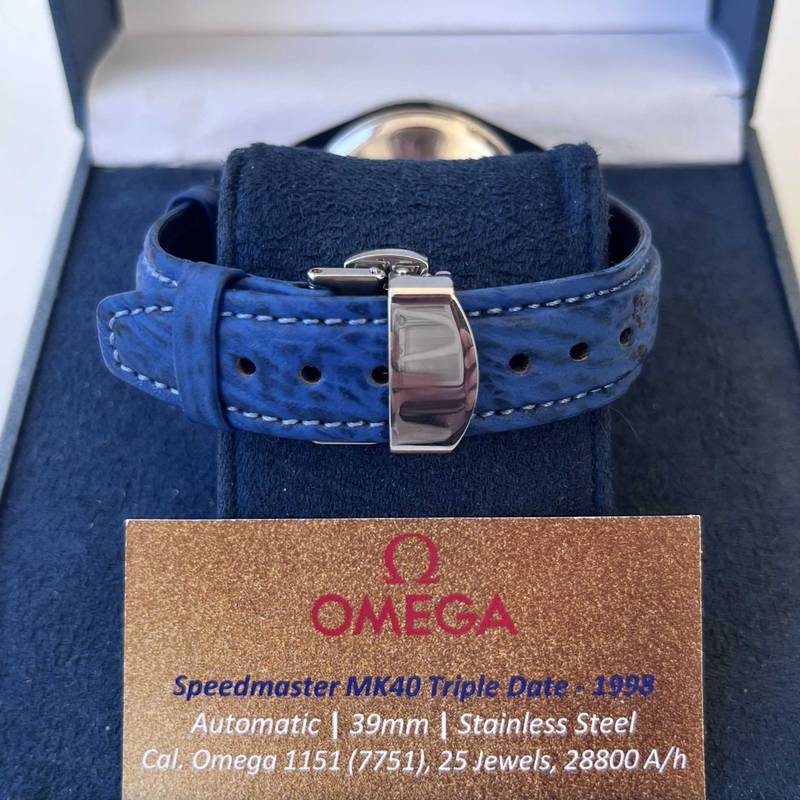 Ω
OMEGA
Speedmaster MK40 Triple Date - 1998
Automatic | 39mm | Stainless Steel
Cal. Omega 1151 (7751), 25 Jewels, 28800 A/h